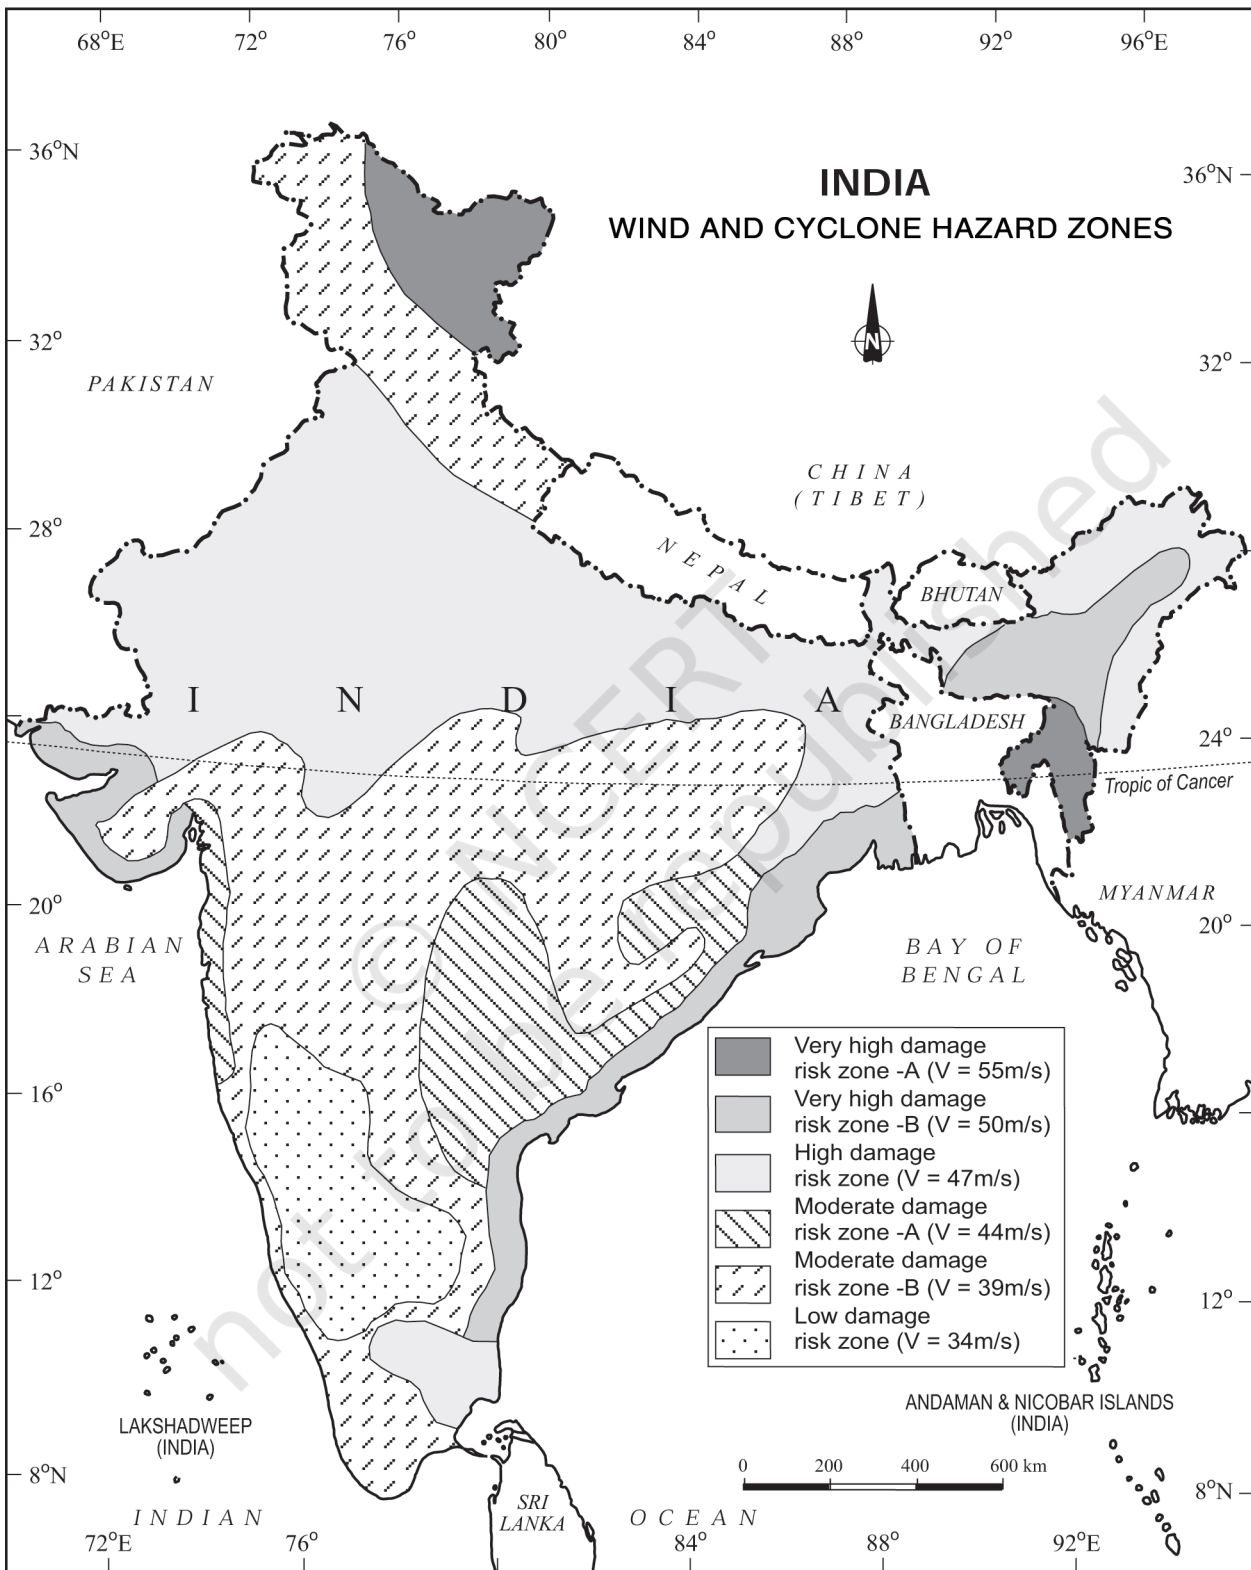 68°E 72° 76° 80° 84° 88° 92° 96°E
36°N
36°N
INDIA
WIND AND CYCLONE HAZARD ZONES
N
32°
32°
PAKISTAN
CHINA
(TIBET)
28°
NEPAL
BHUTAN
INDIA
BANGLADESH
24°
Tropic of Cancer
MYANMAR
20°
20°
ARABIAN
SEA
BAY OF
BENGAL
Very high damage
risk zone -A (V = 55m/s)
Very high damage
risk zone -B (V = 50m/s)
High damage
risk zone (V = 47m/s)
Moderate damage
risk zone -A (V = 44m/s)
Moderate damage
risk zone -B (V = 39m/s)
Low damage
risk zone (V = 34m/s)
16°
12°
12°
LAKSHADWEEP
(INDIA)
ANDAMAN & NICOBAR ISLANDS
(INDIA)
0 200 400 600 km
8°N
8°N
SRI
LANKA
INDIAN OCEAN
72°E 76° 84° 88° 92°E
© NCERT
not to be republished